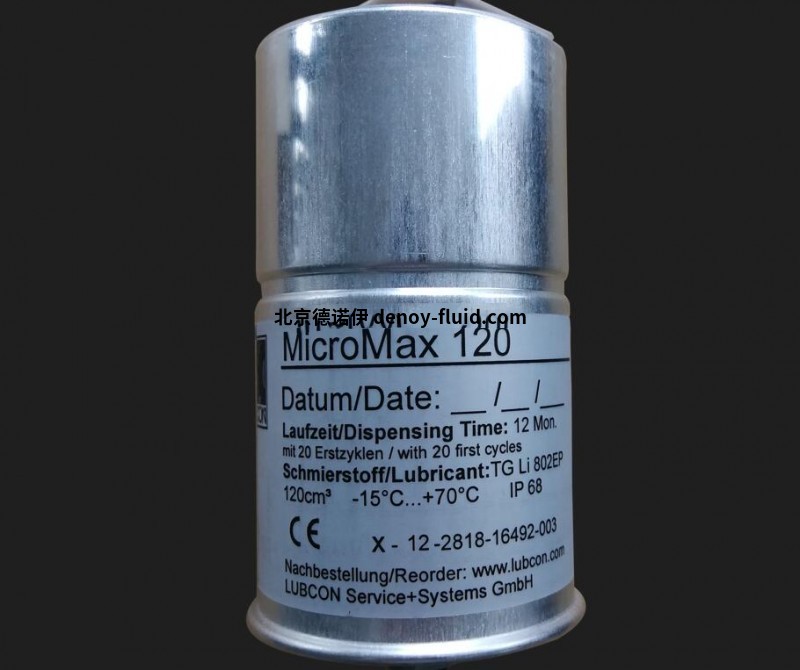 北京德诺伊 denoy-fluid.com
MicroMax 120
Datum/Date: __ /__ /__
Laufzeit/Dispensing Time: 12 Mon.
mit 20 Erstzyklen / with 20 first cycles
Schmierstoff/Lubricant:TG Li 802EP
120cm³ -15°C...+70°C IP 68
CE X - 12 -2818-16492-003
Nachbestellung/Reorder: www.lubcon.com
LUBCON Service+Systems GmbH